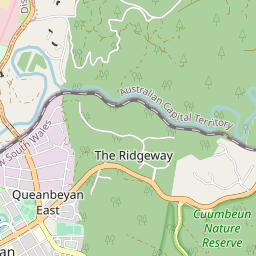 Australian Capital Territory
New South Wales
The Ridgeway
Queanbeyan
East
Cuumbeun
Nature
Reserve